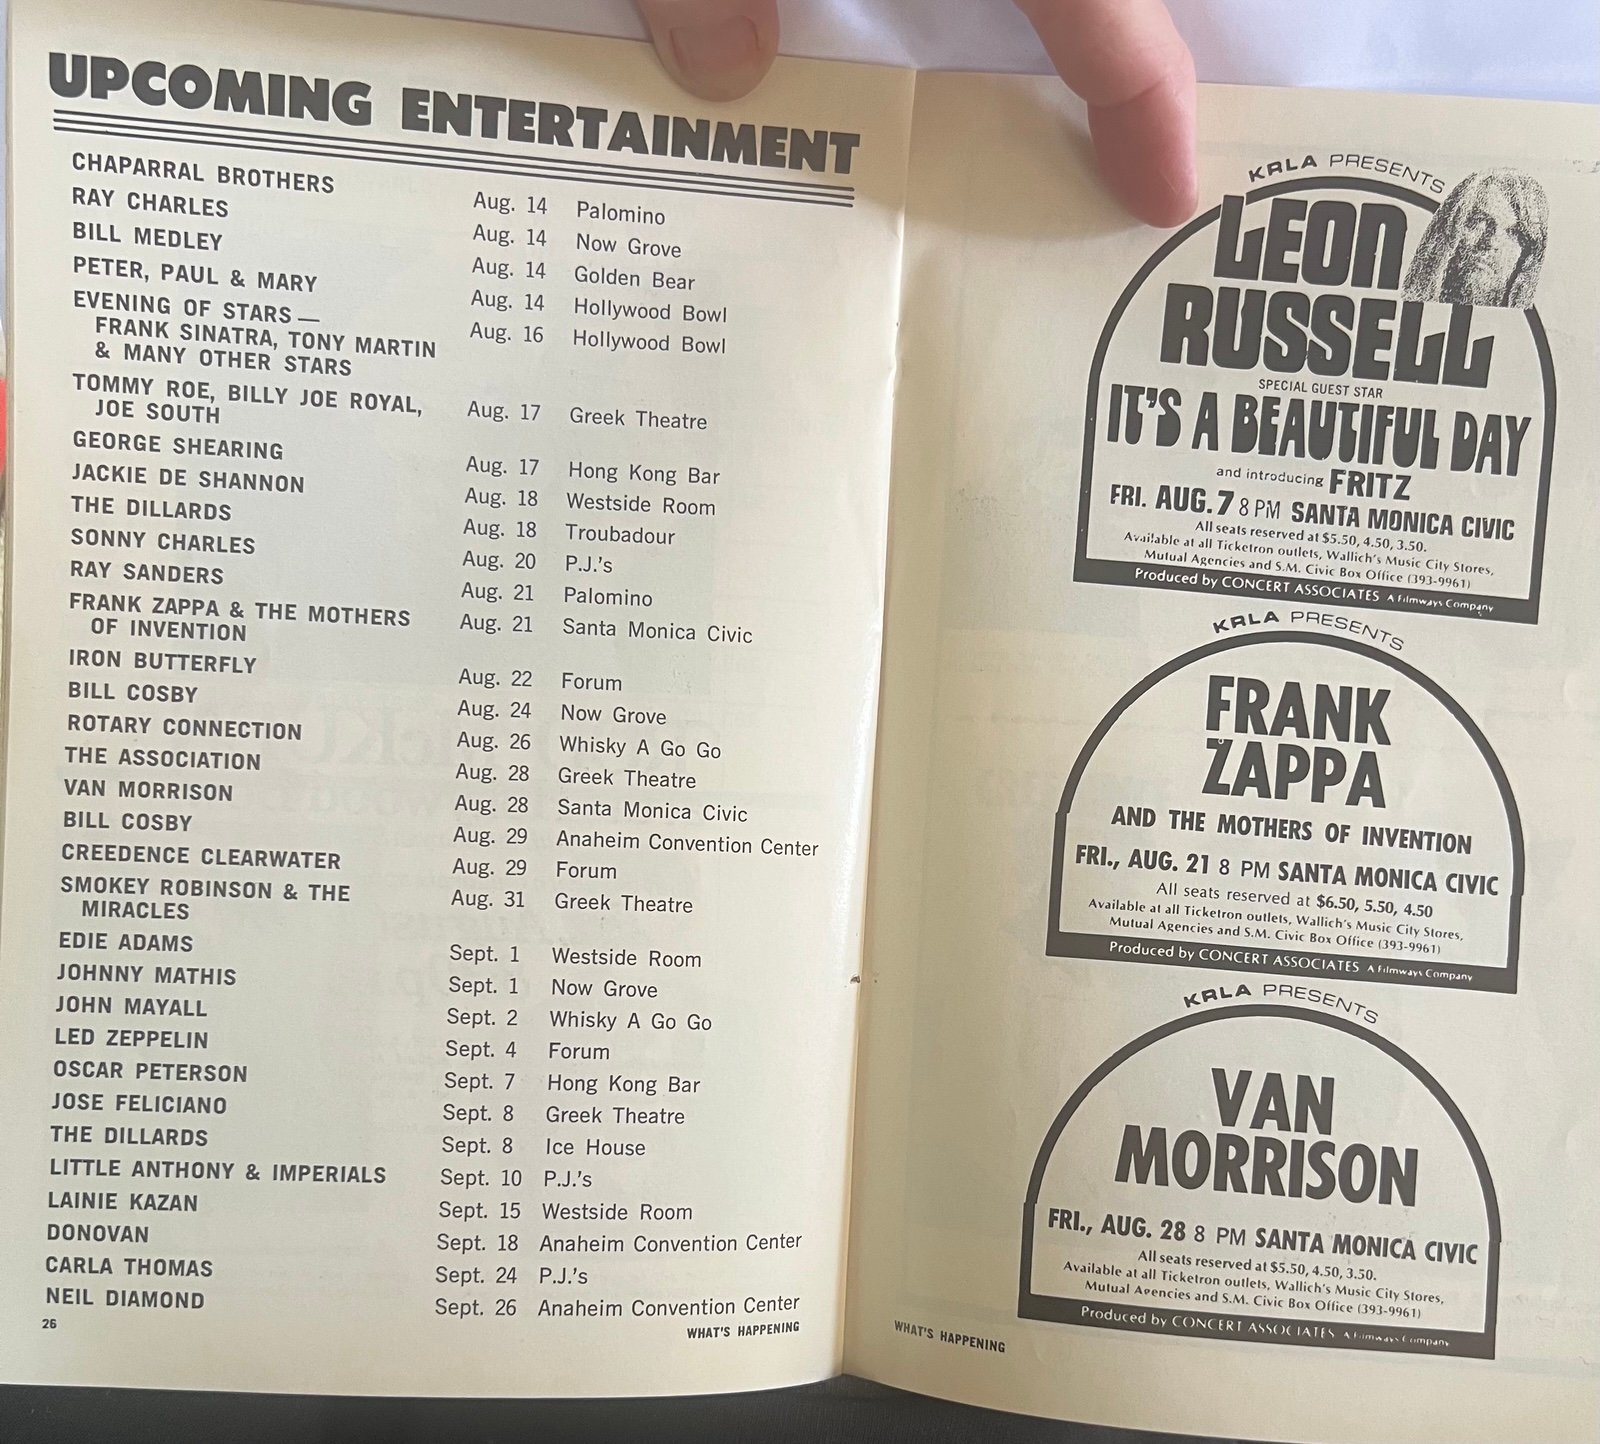 UPCOMING ENTERTAINMENT
CHAPARRAL BROTHERS Aug. 14 Palomino
RAY CHARLES Aug. 14 Now Grove
BILL MEDLEY Aug. 14 Golden Bear
PETER, PAUL & MARY Aug. 14 Hollywood Bowl
EVENING OF STARS — Aug. 16 Hollywood Bowl
FRANK SINATRA, TONY MARTIN
& MANY OTHER STARS
TOMMY ROE, BILLY JOE ROYAL, Aug. 17 Greek Theatre
JOE SOUTH
GEORGE SHEARING Aug. 17 Hong Kong Bar
JACKIE DE SHANNON Aug. 18 Westside Room
THE DILLARDS Aug. 18 Troubadour
SONNY CHARLES Aug. 20 P.J.'s
RAY SANDERS Aug. 21 Palomino
FRANK ZAPPA & THE MOTHERS Aug. 21 Santa Monica Civic
OF INVENTION
IRON BUTTERFLY Aug. 22 Forum
BILL COSBY Aug. 24 Now Grove
ROTARY CONNECTION Aug. 26 Whisky A Go Go
THE ASSOCIATION Aug. 28 Greek Theatre
VAN MORRISON Aug. 28 Santa Monica Civic
BILL COSBY Aug. 29 Anaheim Convention Center
CREEDENCE CLEARWATER Aug. 29 Forum
SMOKEY ROBINSON & THE Aug. 31 Greek Theatre
MIRACLES
EDIE ADAMS Sept. 1 Westside Room
JOHNNY MATHIS Sept. 1 Now Grove
JOHN MAYALL Sept. 2 Whisky A Go Go
LED ZEPPELIN Sept. 4 Forum
OSCAR PETERSON Sept. 7 Hong Kong Bar
JOSE FELICIANO Sept. 8 Greek Theatre
THE DILLARDS Sept. 8 Ice House
LITTLE ANTHONY & IMPERIALS Sept. 10 P.J.'s
LAINIE KAZAN Sept. 15 Westside Room
DONOVAN Sept. 18 Anaheim Convention Center
CARLA THOMAS Sept. 24 P.J.'s
NEIL DIAMOND Sept. 26 Anaheim Convention Center
26 WHAT'S HAPPENING
KRLA PRESENTS
LEON
RUSSELL
SPECIAL GUEST STAR
IT'S A BEAUTIFUL DAY
and introducing FRITZ
FRI. AUG. 7 8 PM SANTA MONICA CIVIC
All seats reserved at $5.50, 4.50, 3.50.
Available at all Ticketron outlets, Wallich's Music City Stores,
Mutual Agencies and S.M. Civic Box Office (393-9961)
Produced by CONCERT ASSOCIATES A Filmways Company
KRLA PRESENTS
FRANK
ZAPPA
AND THE MOTHERS OF INVENTION
FRI., AUG. 21 8 PM SANTA MONICA CIVIC
All seats reserved at $6.50, 5.50, 4.50
Available at all Ticketron outlets, Wallich's Music City Stores,
Mutual Agencies and S.M. Civic Box Office (393-9961)
Produced by CONCERT ASSOCIATES A Filmways Company
KRLA PRESENTS
VAN
MORRISON
FRI., AUG. 28 8 PM SANTA MONICA CIVIC
All seats reserved at $5.50, 4.50, 3.50.
Available at all Ticketron outlets, Wallich's Music City Stores,
Mutual Agencies and S.M. Civic Box Office (393-9961)
Produced by CONCERT ASSOCIATES A Filmways Company
WHAT'S HAPPENING